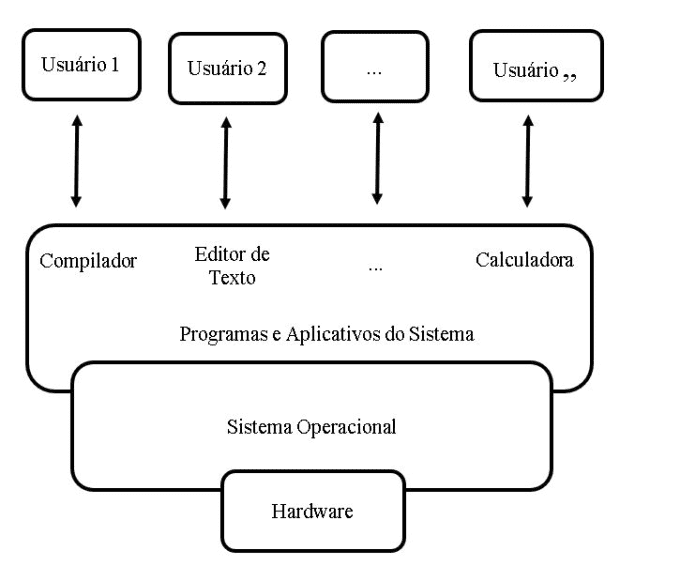 Usuário 1
Usuário 2
...
Usuário ,,
Compilador
Editor de
Texto
...
Calculadora
Programas e Aplicativos do Sistema
Sistema Operacional
Hardware